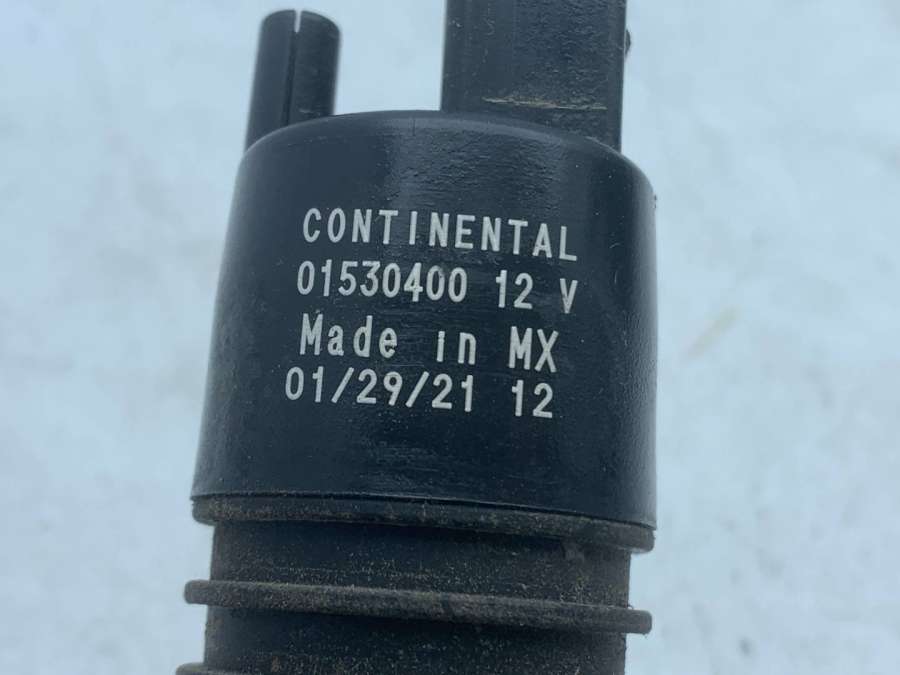 CONTINENTAL
01530400 12 V
Made in MX
01/29/21 12